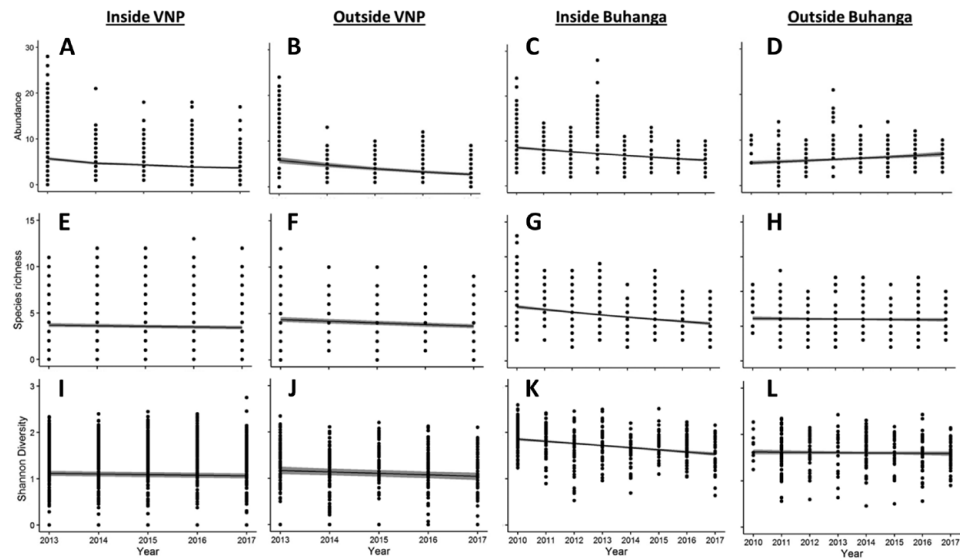 Inside VNP Outside VNP Inside Buhanga Outside Buhanga
A B C D
30
20
10
0
Abundance
E F G H
15
10
5
0
Species richness
I J K L
3
2
1
0
Shannon Diversity
2013 2014 2015 2016 2017 2013 2014 2015 2016 2017 2010 2011 2012 2013 2014 2015 2016 2017 2010 2011 2012 2013 2014 2015 2016 2017
Year Year Year Year